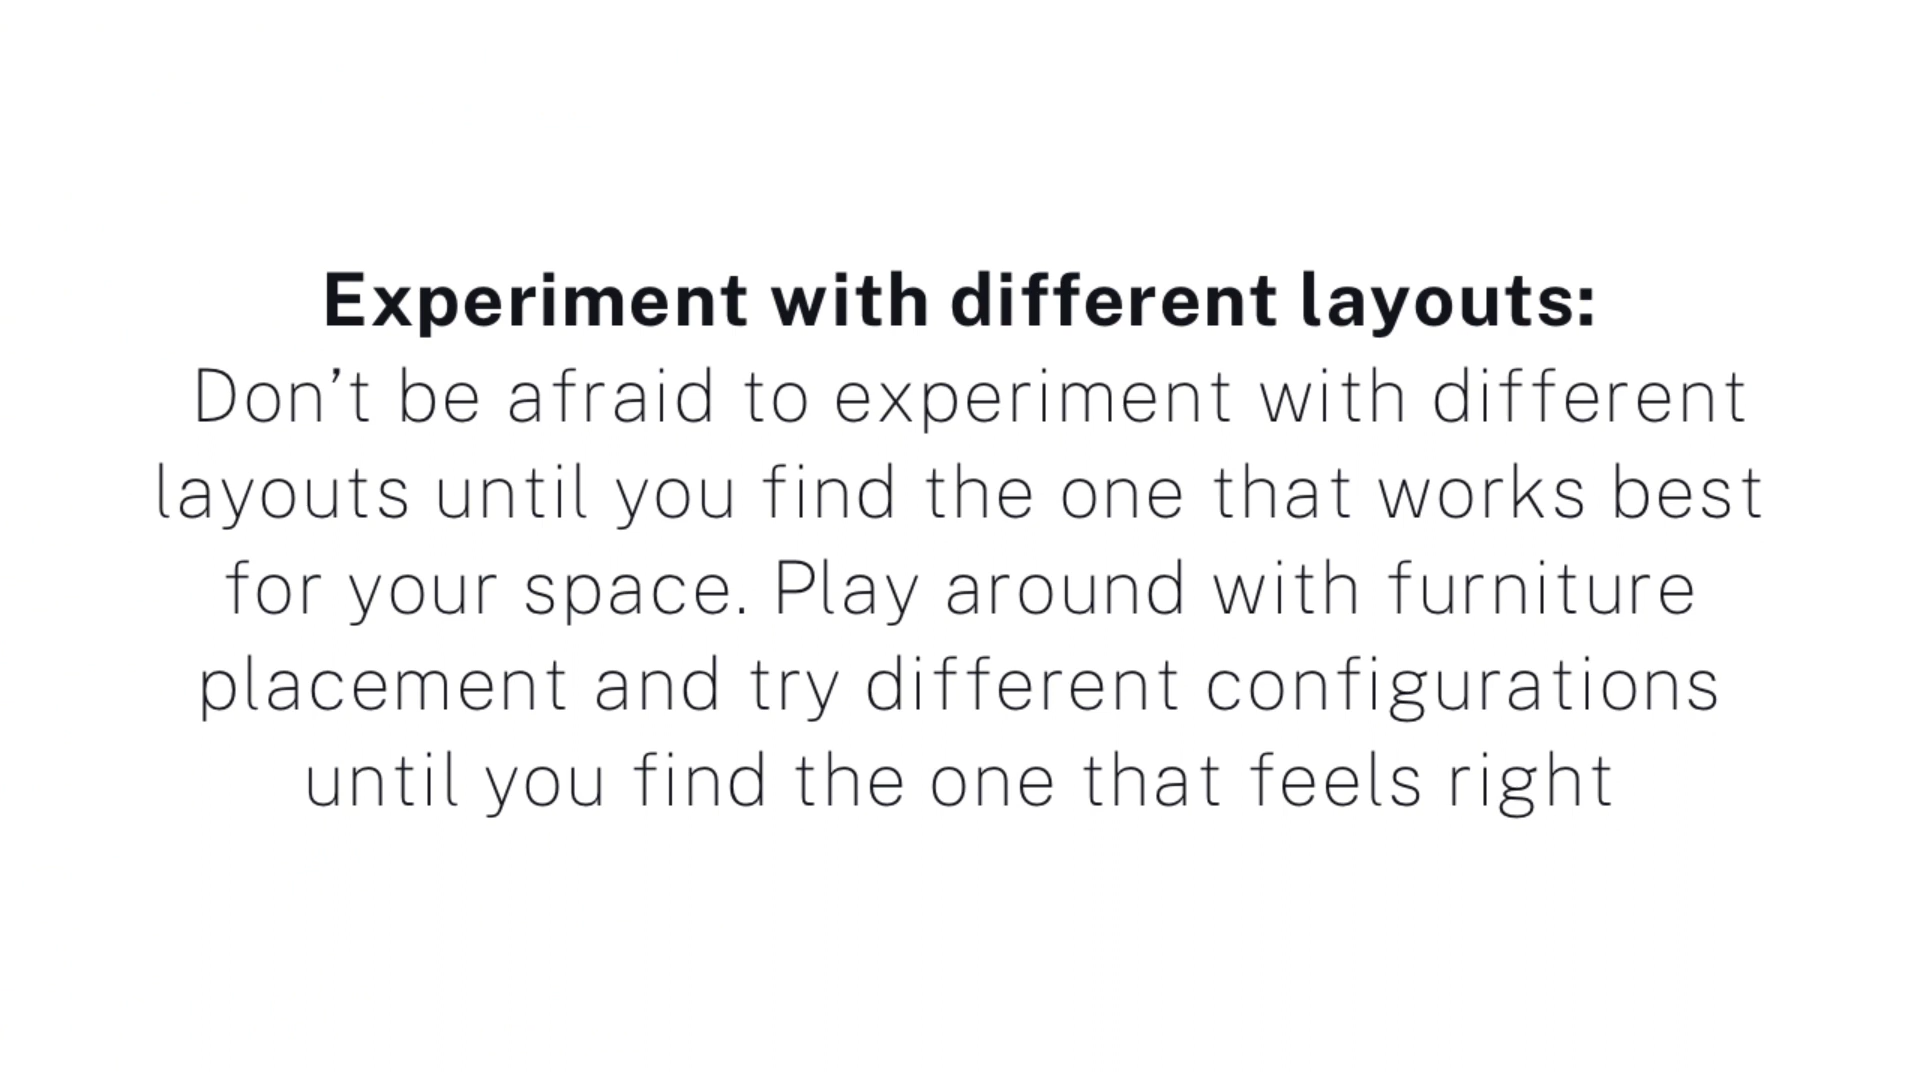 Experiment with different layouts:
Don’t be afraid to experiment with different
layouts until you find the one that works best
for your space. Play around with furniture
placement and try different configurations
until you find the one that feels right